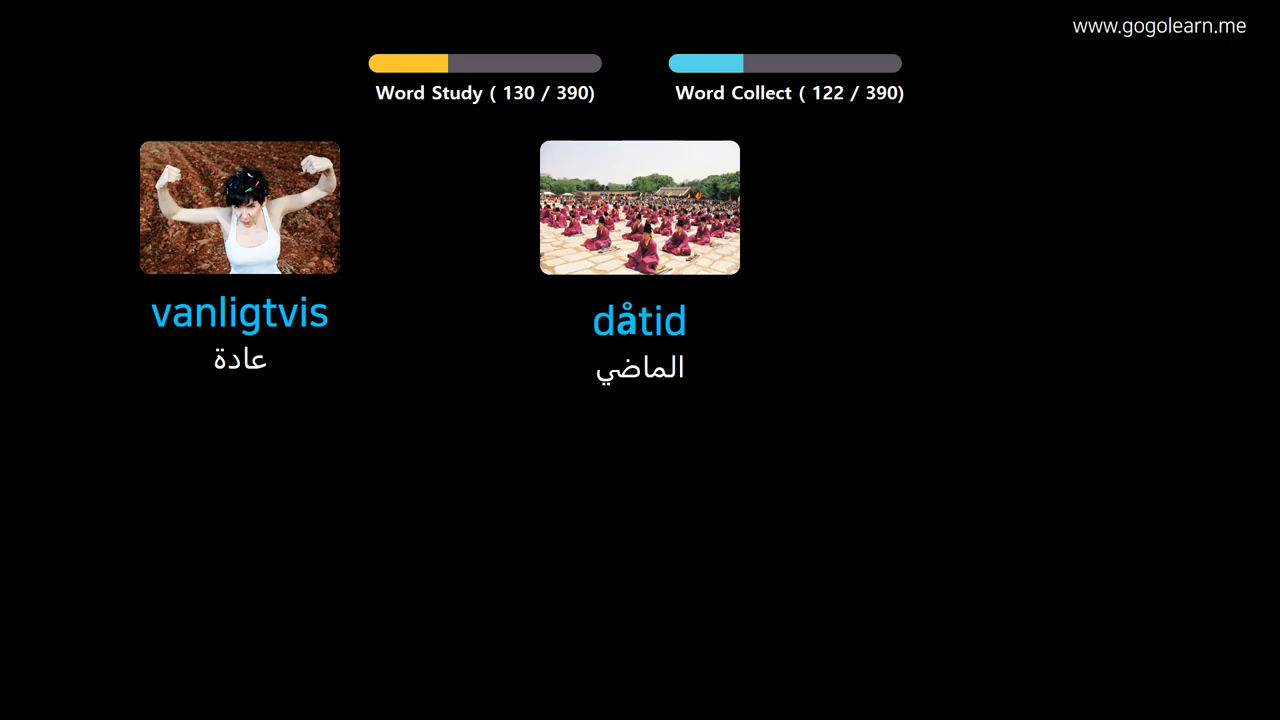 www.gogolearn.me
Word Study ( 130 / 390)
Word Collect ( 122 / 390)
vanligtvis
عادة
dåtid
الماضي